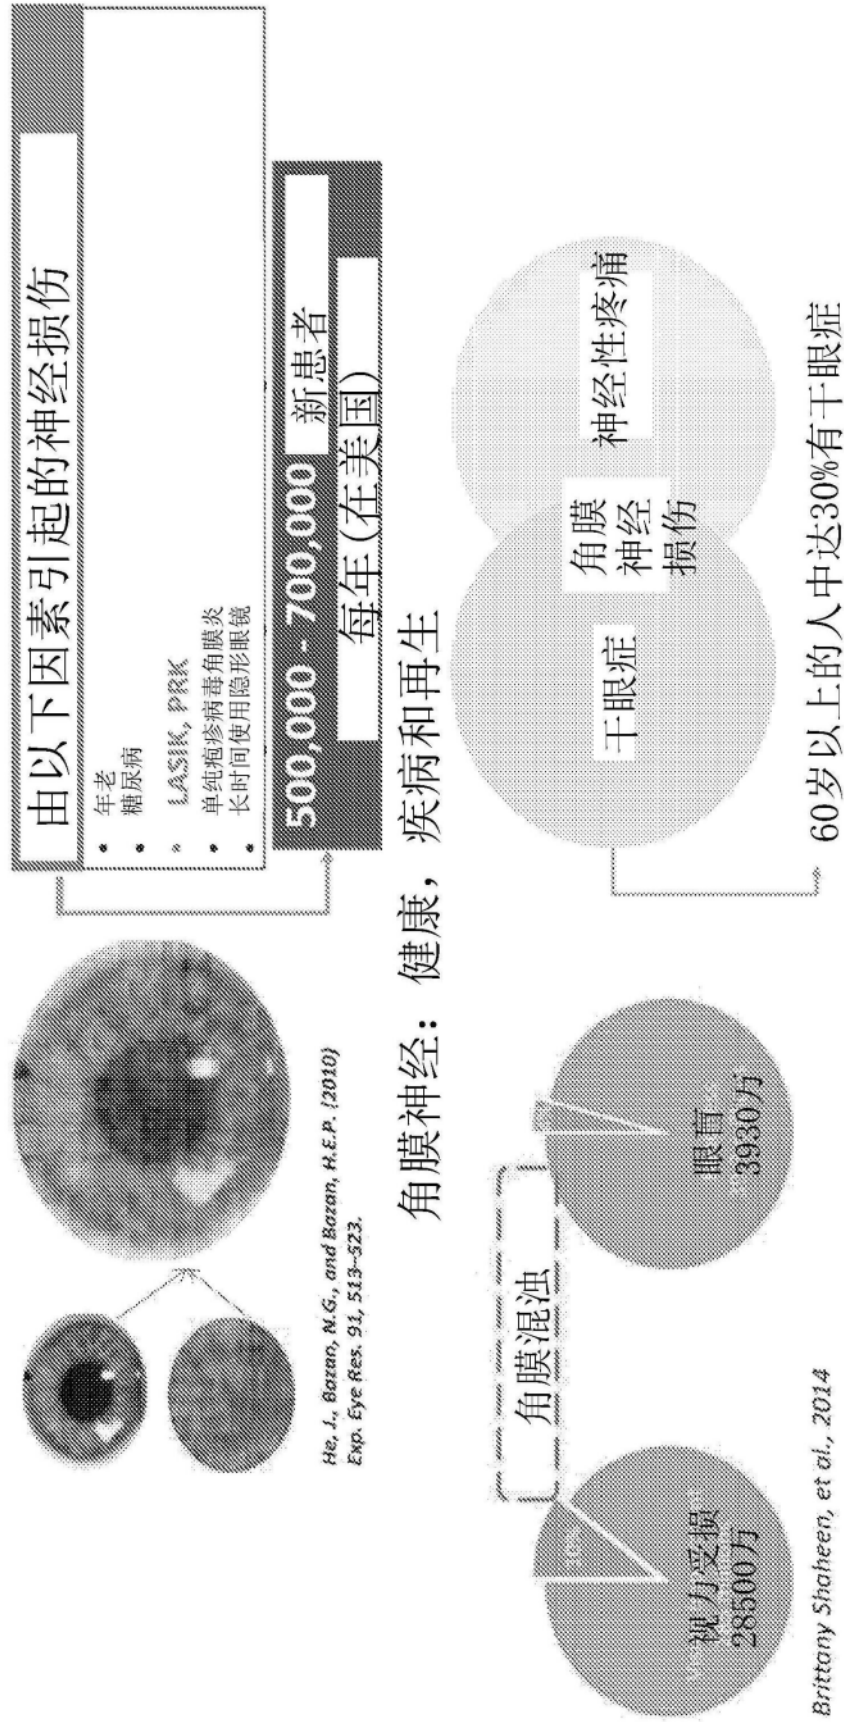 由以下因素引起的神经损伤
• 年老
• 糖尿病
• LASIK, PRK
• 单纯疱疹病毒角膜炎
• 长时间使用隐形眼镜
500,000 - 700,000 新患者
每年(在美国)
He, J., Bazan, N.G., and Bazan, H.E.P. (2010)
Exp. Eye Res. 91, 513–523.
角膜神经：健康，疾病和再生
角膜混浊
视力受损
28500万
眼盲
3930万
Brittany Shaheen, et al., 2014
干眼症
角膜
神经
损伤
神经性疼痛
60岁以上的人中达30%有干眼症